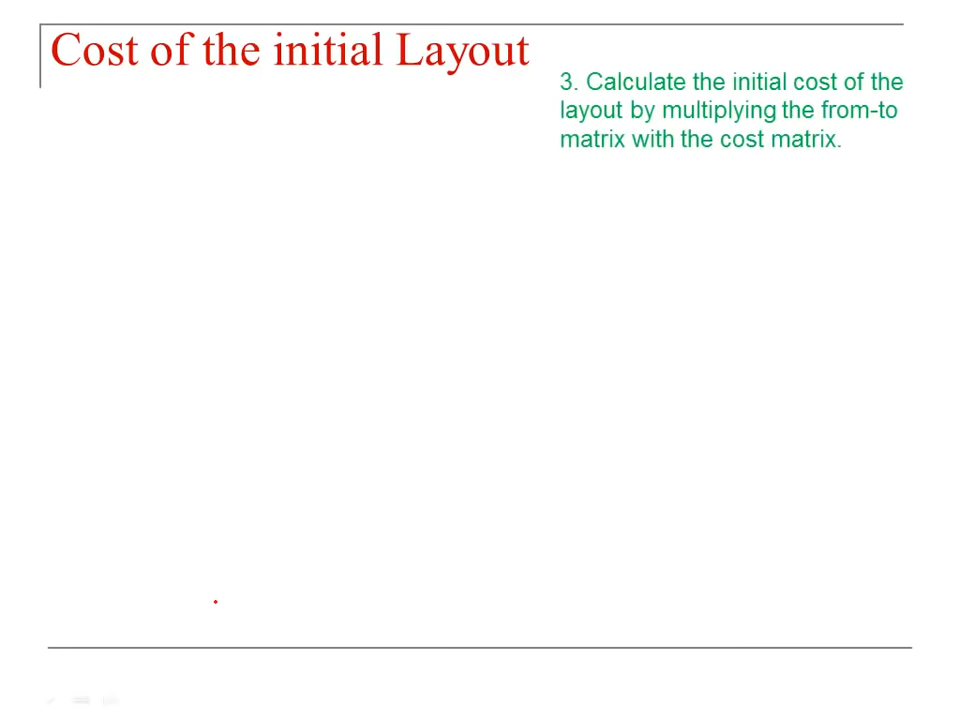 Cost of the initial Layout
3. Calculate the initial cost of the
layout by multiplying the from-to
matrix with the cost matrix.